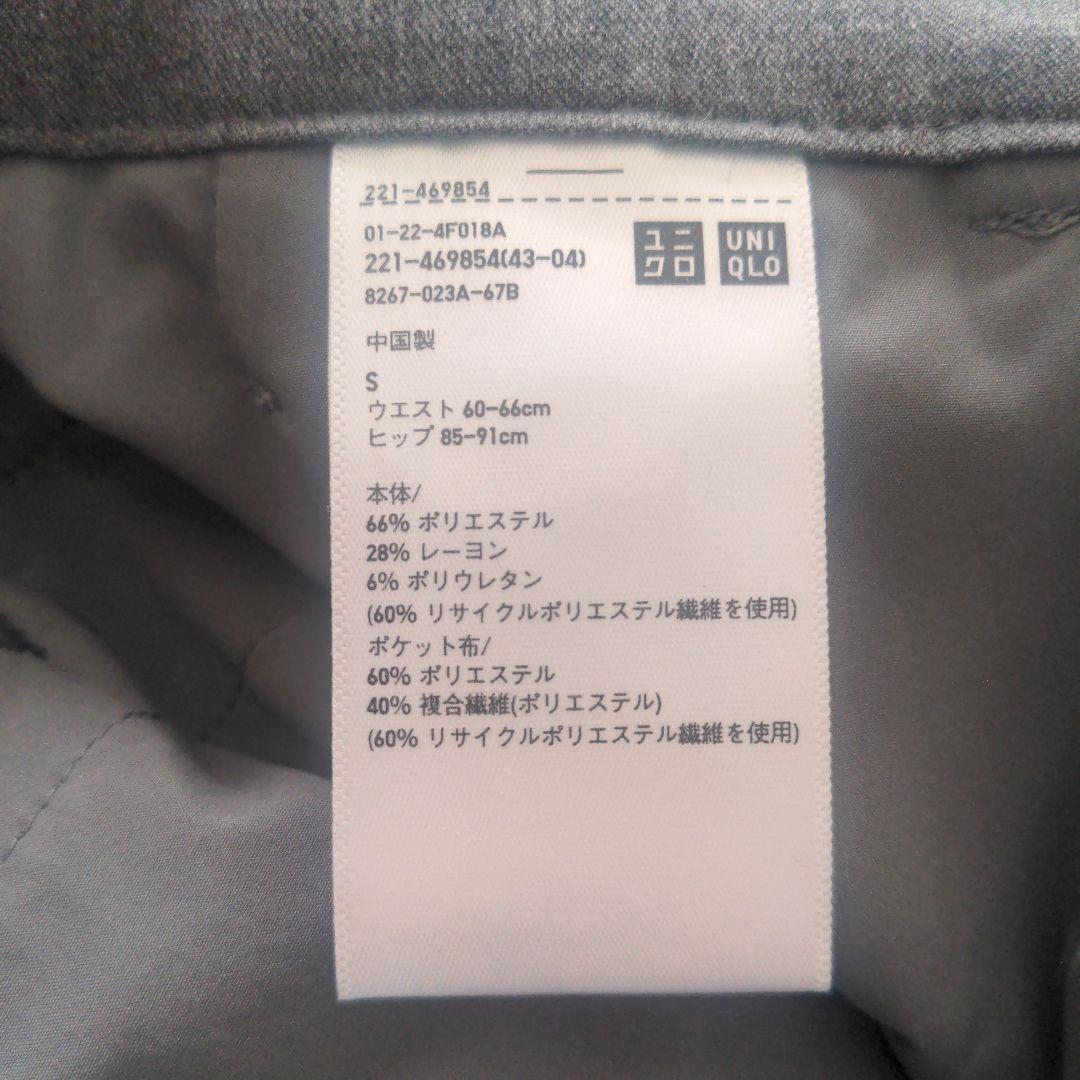 221-469854
01-22-4F018A
221-469854(43-04)
8267-023A-67B
ユニクロ
UNIQLO
中国製
S
ウエスト 60-66cm
ヒップ 85-91cm
本体/
66% ポリエステル
28% レーヨン
6% ポリウレタン
(60% リサイクルポリエステル繊維を使用)
ポケット布/
60% ポリエステル
40% 複合繊維(ポリエステル)
(60% リサイクルポリエステル繊維を使用)